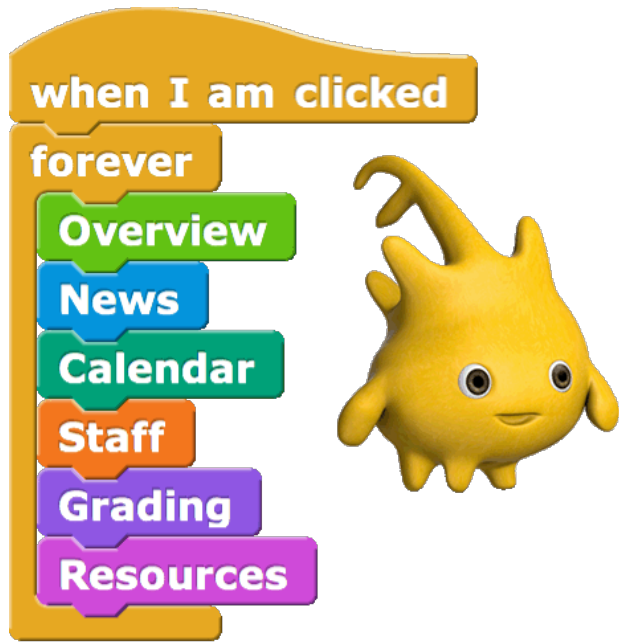 when I am clicked
forever
Overview
News
Calendar
Staff
Grading
Resources